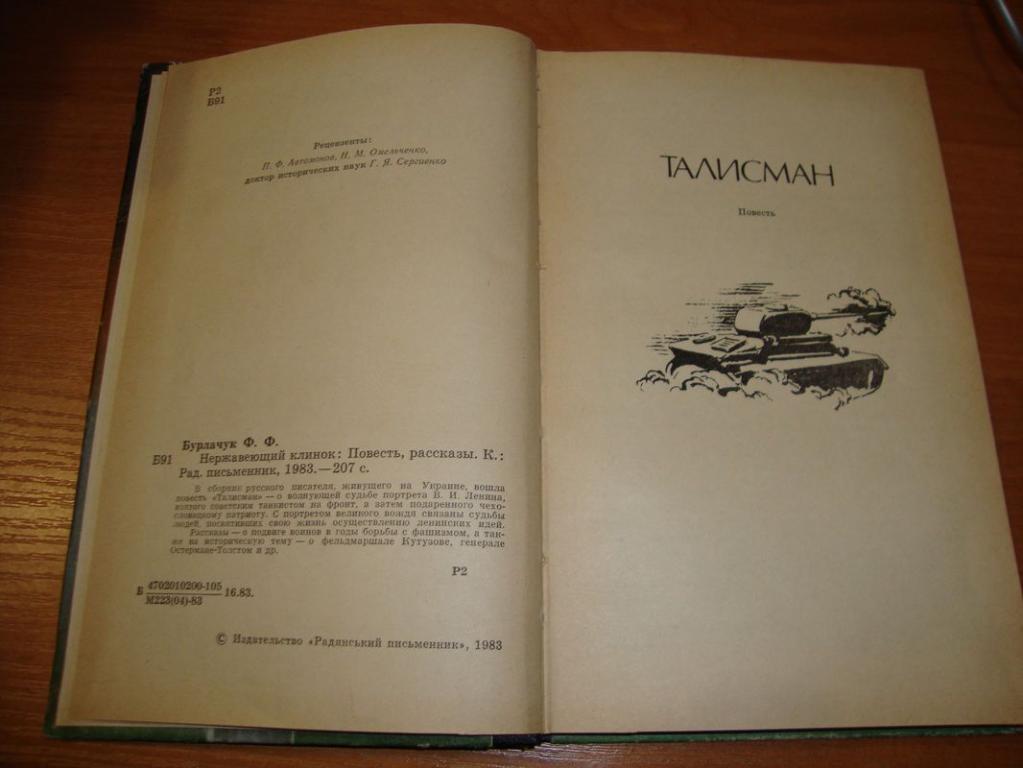 Р2
Б91
Рецензенты:
П. Ф. Автомонов, Н. М. Омельченко,
доктор исторических наук Г. Я. Сергиенко
Бурлачук Ф. Ф.
Б91 Нержавеющий клинок: Повесть, рассказы. К.:
Рад. письменник, 1983.—207 с.
В сборник русского писателя, живущего на Украине, вошла
повесть «Талисман» — о волнующей судьбе портрета В. И. Ленина,
взятого советским танкистом на фронт, а затем подаренного чехо-
словацкому патриоту. С портретом великого вождя связаны судьбы
людей, посвятивших свою жизнь осуществлению ленинских идей.
Рассказы — о подвиге воинов в годы борьбы с фашизмом, а так-
же на историческую тему — о фельдмаршале Кутузове, генерале
Остермане-Толстом и др.
Р2
Б 4702010200-105 16.83.
М223(04)-83
© Издательство «Радянський письменник», 1983
ТАЛИСМАН
Повесть